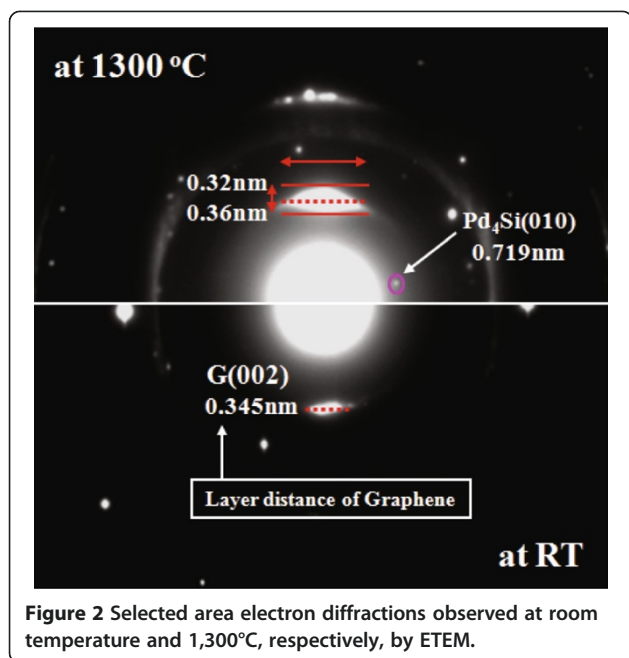 at 1300 °C
0.32nm
0.36nm
Pd₄Si(010)
0.719nm
G(002)
0.345nm
Layer distance of Graphene
at RT
Figure 2 Selected area electron diffractions observed at room
temperature and 1,300°C, respectively, by ETEM.